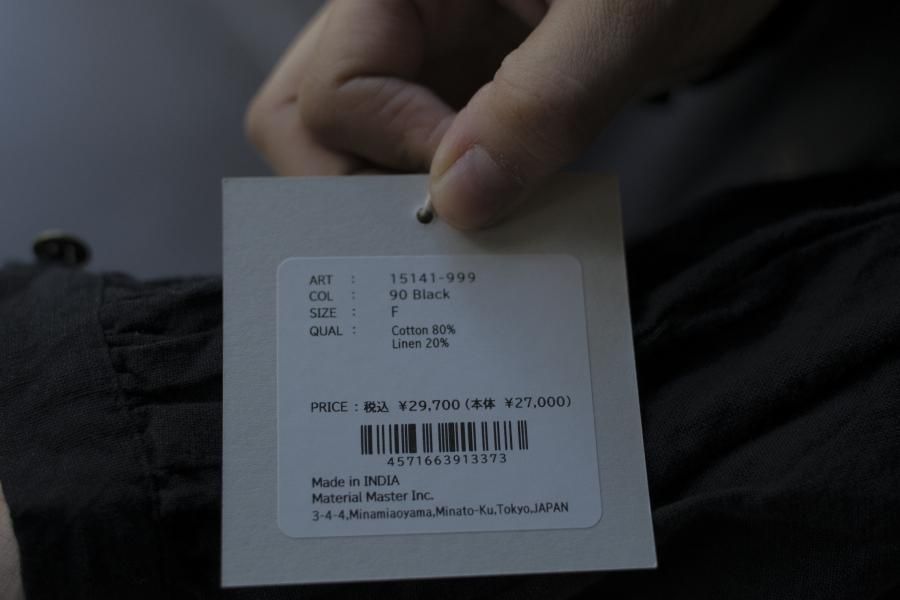 ART : 15141-999
COL : 90 Black
SIZE : F
QUAL : Cotton 80%
Linen 20%
PRICE : 税込 ¥29,700 (本体 ¥27,000)
4571663913373
Made in INDIA
Material Master Inc.
3-4-4,Minamiaoyama,Minato-Ku,Tokyo,JAPAN